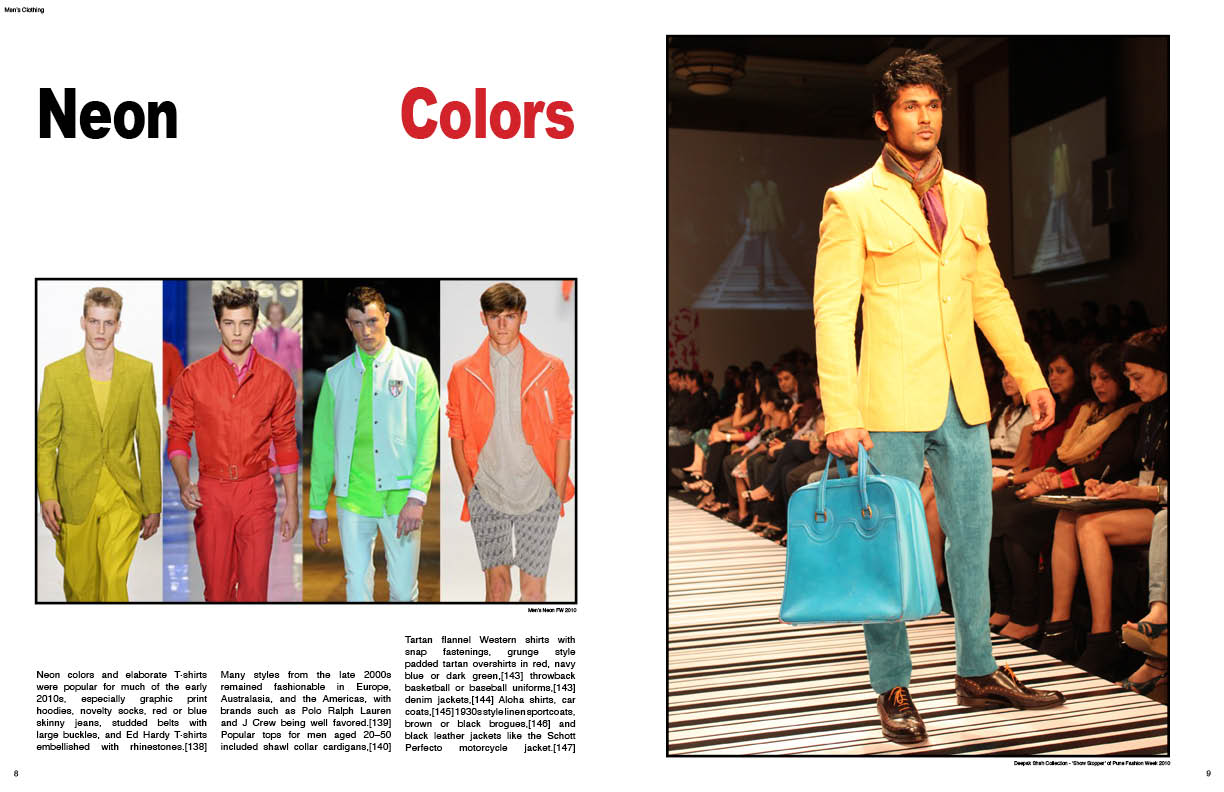 Men's Clothing
Neon Colors
Men's Neon FW 2010
Neon colors and elaborate T-shirts
were popular for much of the early
2010s, especially graphic print
hoodies, novelty socks, red or blue
skinny jeans, studded belts with
large buckles, and Ed Hardy T-shirts
embellished with rhinestones.[138]
Many styles from the late 2000s
remained fashionable in Europe,
Australasia, and the Americas, with
brands such as Polo Ralph Lauren
and J Crew being well favored.[139]
Popular tops for men aged 20–50
included shawl collar cardigans,[140]
Tartan flannel Western shirts with
snap fastenings, grunge style
padded tartan overshirts in red, navy
blue or dark green,[143] throwback
basketball or baseball uniforms,[143]
denim jackets,[144] Aloha shirts, car
coats,[145] 1930s style linen sportcoats,
brown or black brogues,[146] and
black leather jackets like the Schott
Perfecto motorcycle jacket.[147]
8
Deepak Shah Collection - 'Show Stopper' of Pune Fashion Week 2010
9